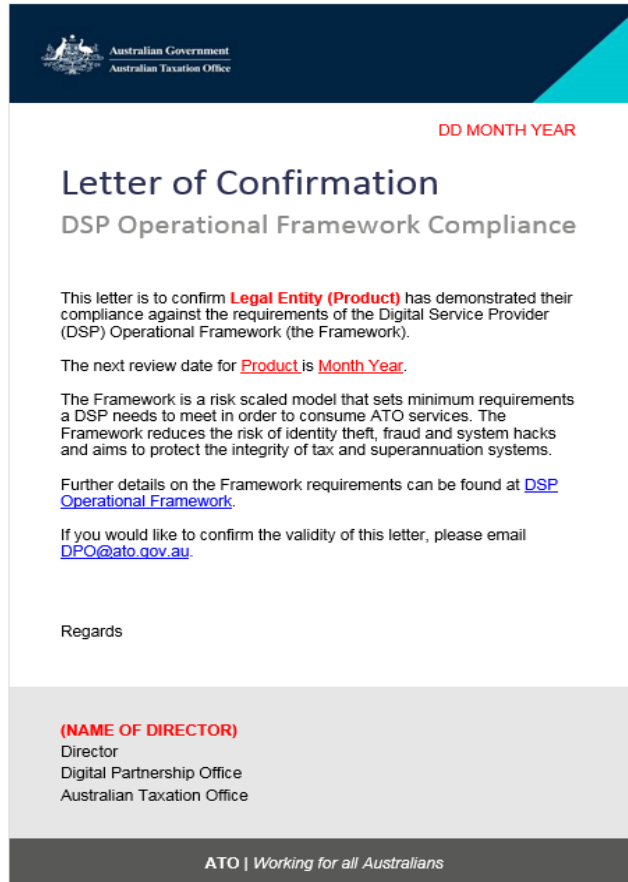 Australian Government
Australian Taxation Office
DD MONTH YEAR
Letter of Confirmation
DSP Operational Framework Compliance
This letter is to confirm Legal Entity (Product) has demonstrated their
compliance against the requirements of the Digital Service Provider
(DSP) Operational Framework (the Framework).
The next review date for Product is Month Year.
The Framework is a risk scaled model that sets minimum requirements
a DSP needs to meet in order to consume ATO services. The
Framework reduces the risk of identity theft, fraud and system hacks
and aims to protect the integrity of tax and superannuation systems.
Further details on the Framework requirements can be found at DSP
Operational Framework.
If you would like to confirm the validity of this letter, please email
DPO@ato.gov.au.
Regards
(NAME OF DIRECTOR)
Director
Digital Partnership Office
Australian Taxation Office
ATO | Working for all Australians